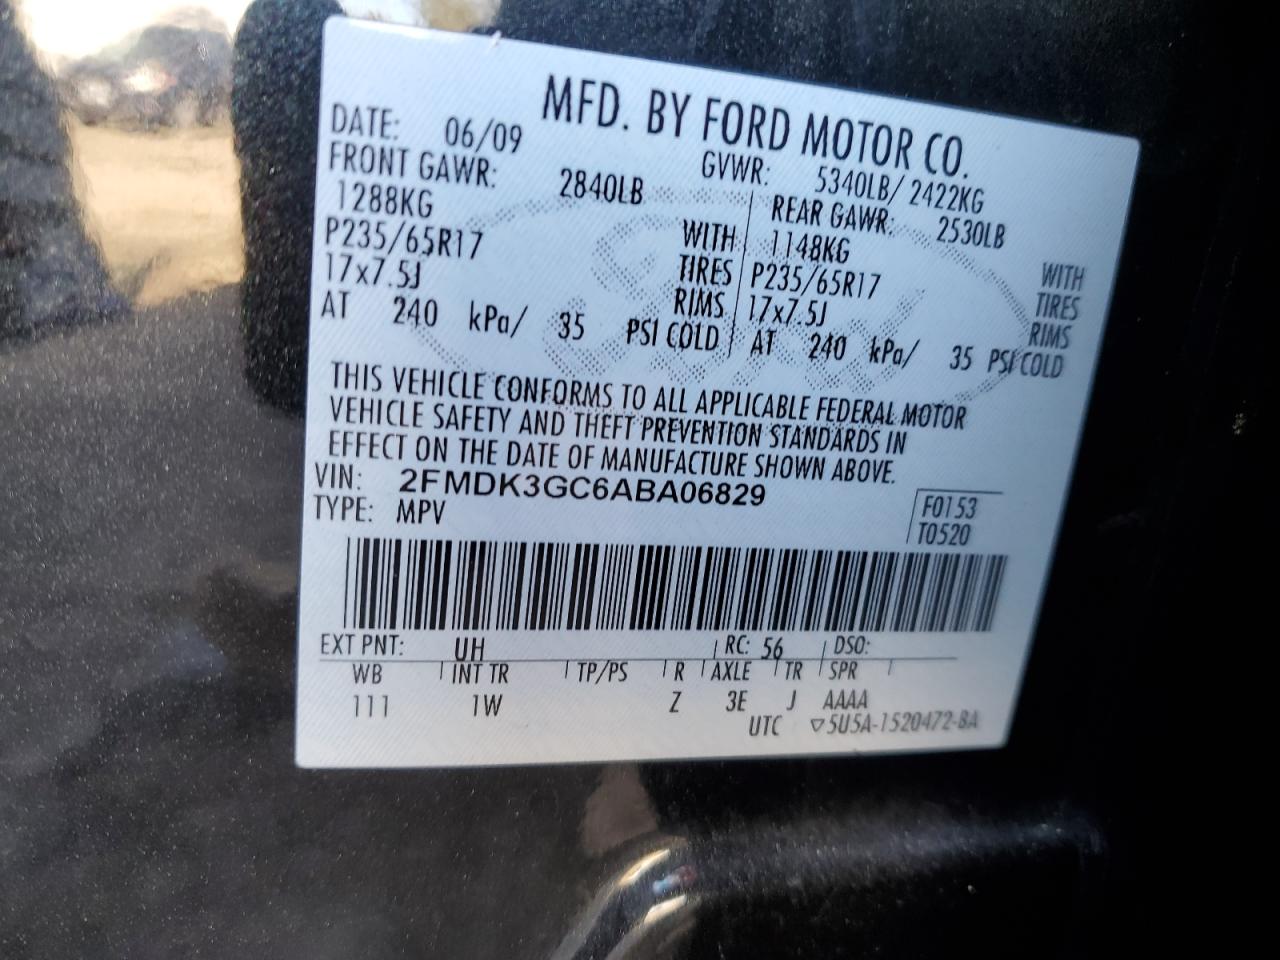 MFD. BY FORD MOTOR CO.
DATE: 06/09 GVWR: 5340LB/ 2422KG
FRONT GAWR: 2840LB REAR GAWR: 2530LB
1288KG WITH 1148KG WITH
P235/65R17 TIRES P235/65R17 TIRES
17x7.5J RIMS 17x7.5J RIMS
AT 240 kPa/ 35 PSI COLD AT 240 kPa/ 35 PSI COLD
THIS VEHICLE CONFORMS TO ALL APPLICABLE FEDERAL MOTOR
VEHICLE SAFETY AND THEFT PREVENTION STANDARDS IN
EFFECT ON THE DATE OF MANUFACTURE SHOWN ABOVE.
VIN: 2FMDK3GC6ABA06829
TYPE: MPV
F0153
T0520
EXT PNT: UH RC: 56 DSO:
WB INT TR TP/PS R AXLE TR SPR
111 1W Z 3E J AAAA
UTC ▽5U5A-1520472-BA